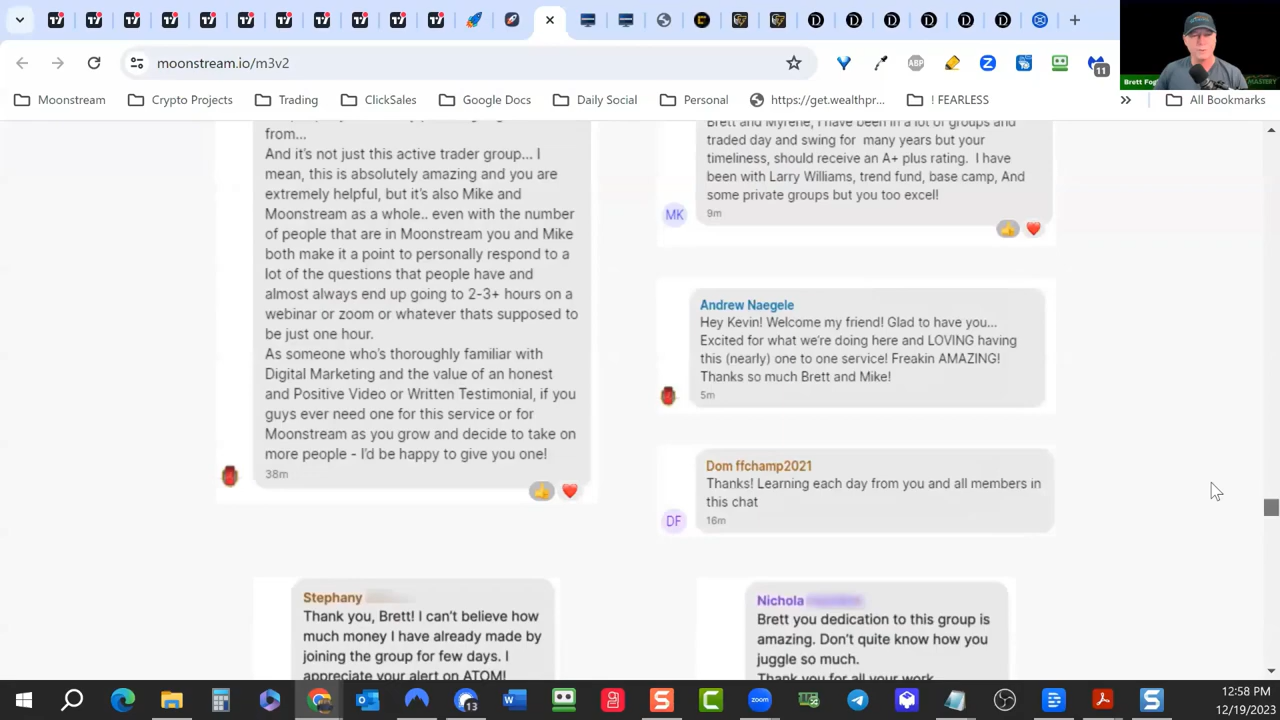 moonstream.io/m3v2
ABP
11
Brett Fog
MASTERY
Moonstream
Crypto Projects
Trading
ClickSales
Google Docs
Daily Social
Personal
https://get.wealthpr...
! FEARLESS
All Bookmarks
from...
And it's not just this active trader group... I
mean, this is absolutely amazing and you are
extremely helpful, but it's also Mike and
Moonstream as a whole.. even with the number
of people that are in Moonstream you and Mike
both make it a point to personally respond to a
lot of the questions that people have and
almost always end up going to 2-3+ hours on a
webinar or zoom or whatever thats supposed to
be just one hour.
As someone who's thoroughly familiar with
Digital Marketing and the value of an honest
and Positive Video or Written Testimonial, if you
guys ever need one for this service or for
Moonstream as you grow and decide to take on
more people - I'd be happy to give you one!
38m
Brett and Myrene, I have been in a lot of groups and
traded day and swing for many years but your
timeliness, should receive an A+ plus rating. I have
been with Larry Williams, trend fund, base camp, And
some private groups but you too excel!
MK
9m
Andrew Naegele
Hey Kevin! Welcome my friend! Glad to have you...
Excited for what we're doing here and LOVING having
this (nearly) one to one service! Freakin AMAZING!
Thanks so much Brett and Mike!
5m
Dom ffchamp2021
Thanks! Learning each day from you and all members in
this chat
DF
16m
Stephany
Thank you, Brett! I can't believe how
much money I have already made by
joining the group for few days. I
appreciate your alert on ATOM!
Nichola
Brett you dedication to this group is
amazing. Don't quite know how you
juggle so much.
Thank you for all your work
13
zoom
12:58 PM
12/19/2023